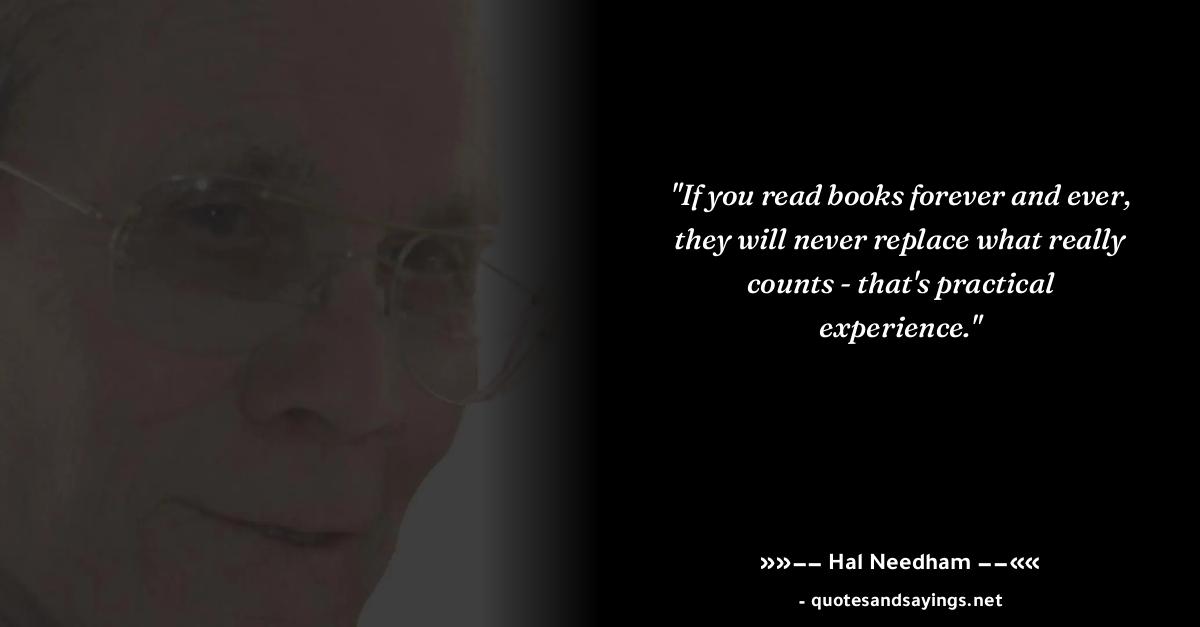 "If you read books forever and ever,
they will never replace what really
counts - that's practical
experience."
»»−− Hal Needham −−««
- quotesandsayings.net